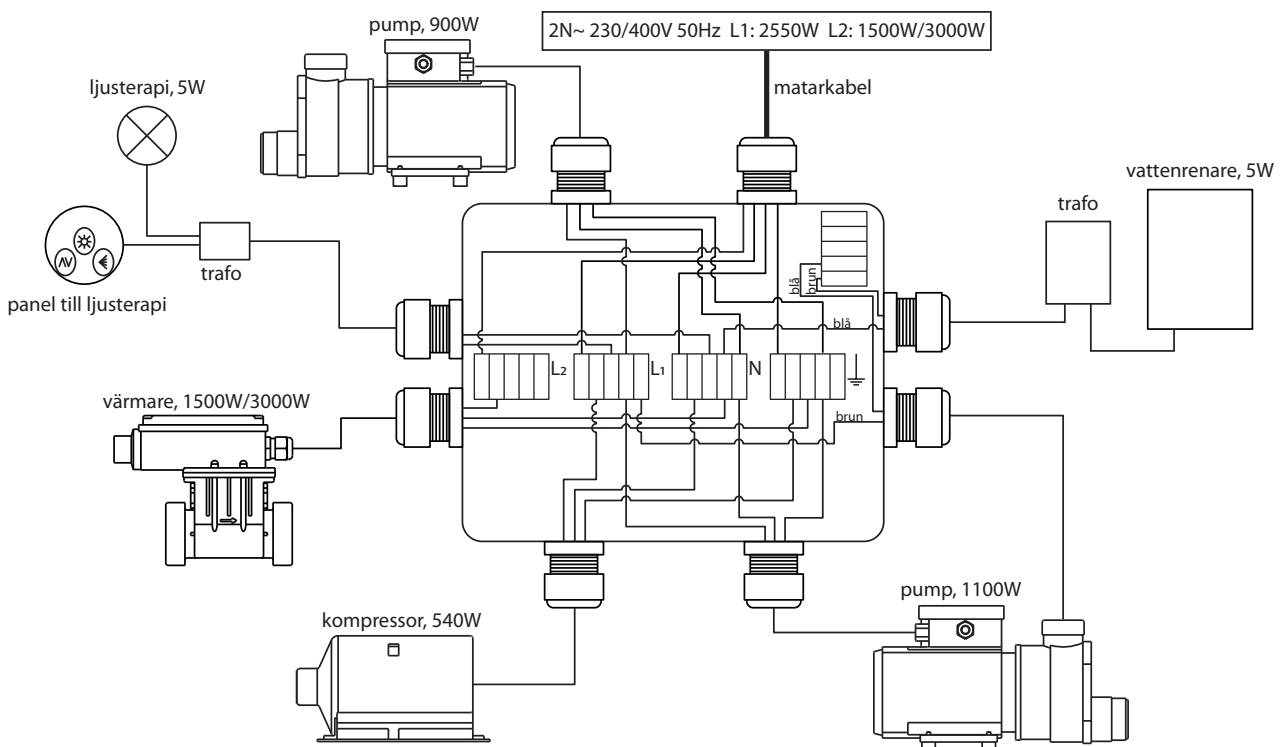 pump, 900W
2N~ 230/400V 50Hz L1: 2550W L2: 1500W/3000W
ljusterapi, 5W
matarkabel
vattenrenare, 5W
trafo
trafo
panel till ljusterapi
blå
brun
blå
L2
L1
N
värmare, 1500W/3000W
brun
pump, 1100W
kompressor, 540W